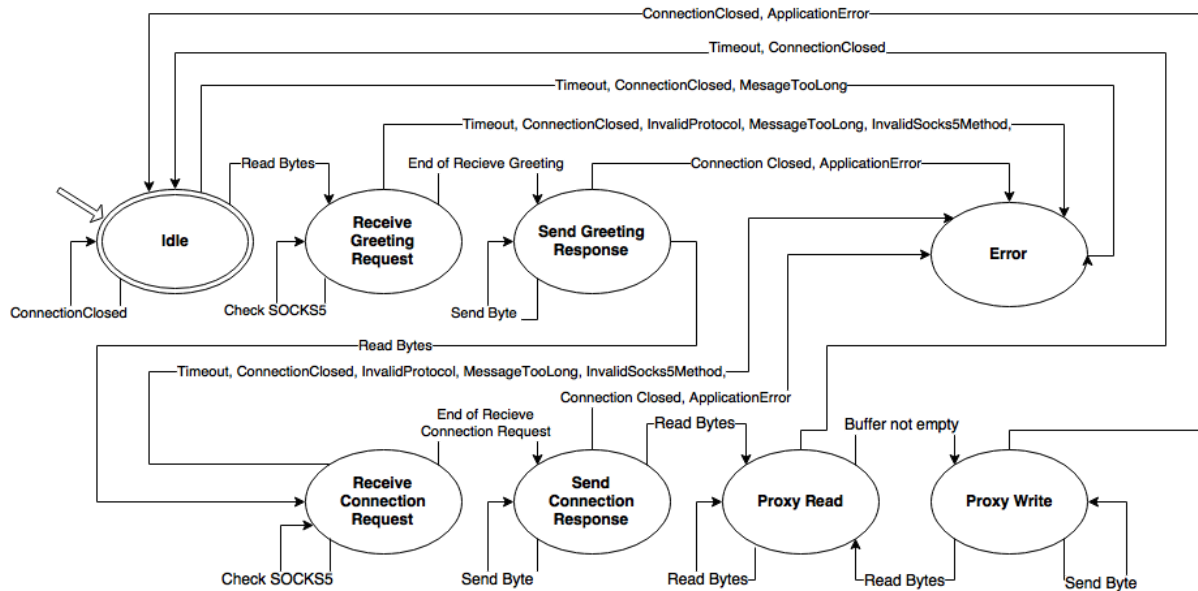 ConnectionClosed, ApplicationError
Timeout, ConnectionClosed
Timeout, ConnectionClosed, MesageTooLong
Timeout, ConnectionClosed, InvalidProtocol, MessageTooLong, InvalidSocks5Method,
Read Bytes
End of Recieve Greeting
Connection Closed, ApplicationError
Idle
Receive
Greeting
Request
Send Greeting
Response
Error
ConnectionClosed
Check SOCKS5
Send Byte
Read Bytes
Timeout, ConnectionClosed, InvalidProtocol, MessageTooLong, InvalidSocks5Method,
Connection Closed, ApplicationError
End of Recieve
Connection Request
Read Bytes
Buffer not empty
Receive
Connection
Request
Send
Connection
Response
Proxy Read
Proxy Write
Check SOCKS5
Send Byte
Read Bytes
Read Bytes
Send Byte